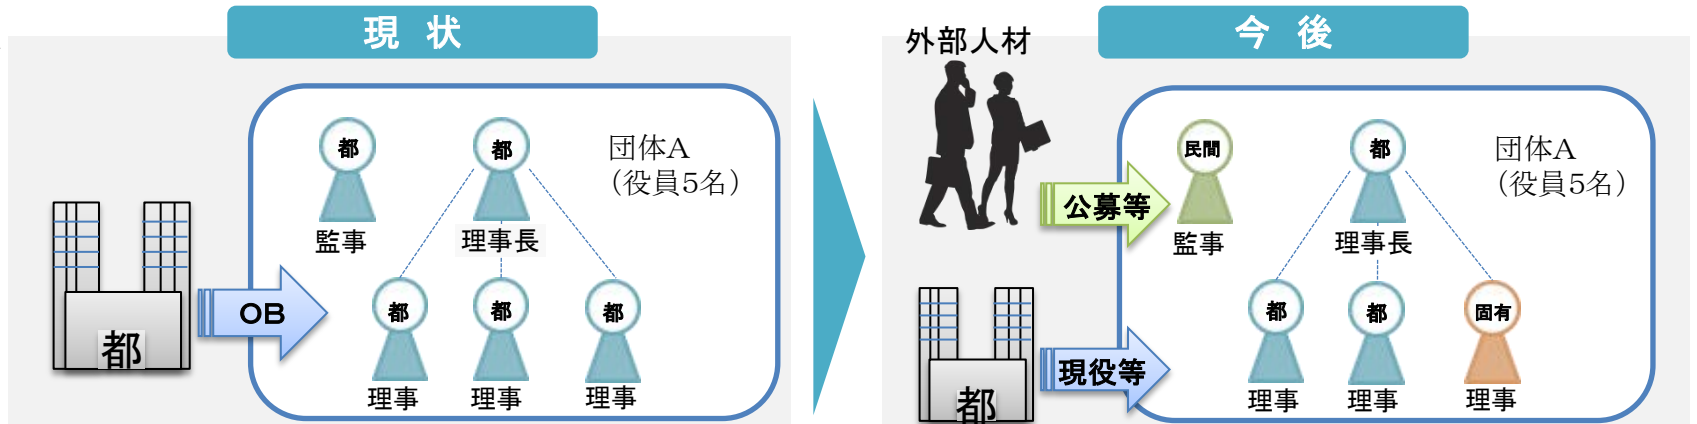 現 状
都
監事
都
理事長
団体A
（役員5名）
都
OB
都
理事
都
理事
都
理事
今 後
外部人材
公募等
民間
監事
都
理事長
団体A
（役員5名）
都
現役等
都
理事
都
理事
固有
理事